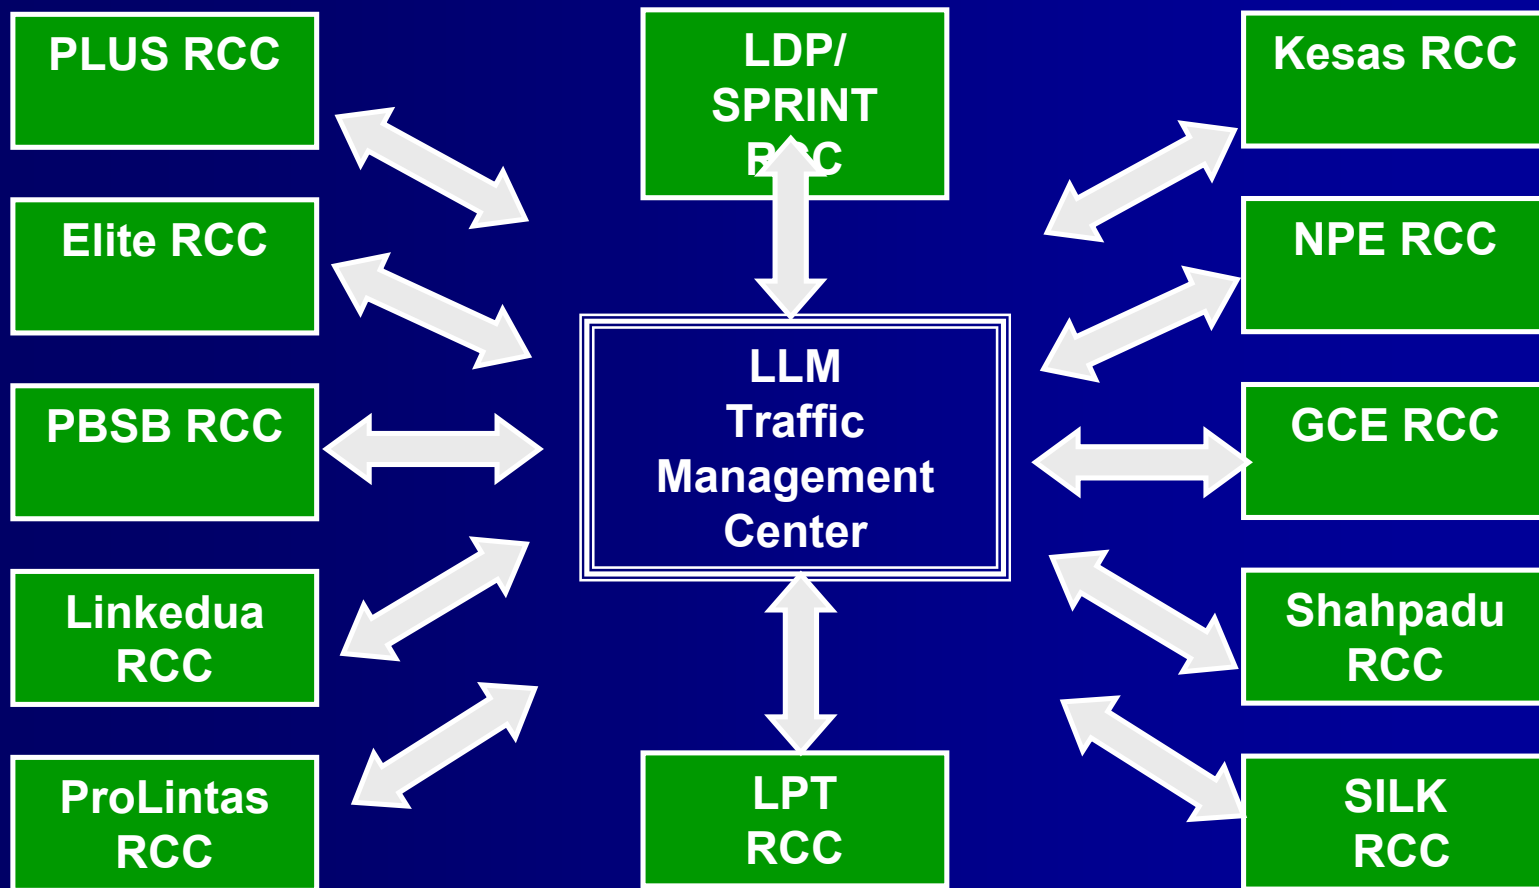 PLUS RCC
LDP/
SPRINT
RCC
Kesas RCC
Elite RCC
NPE RCC
LLM
Traffic
Management
Center
PBSB RCC
GCE RCC
Linkedua
RCC
Shahpadu
RCC
ProLintas
RCC
LPT
RCC
SILK
RCC